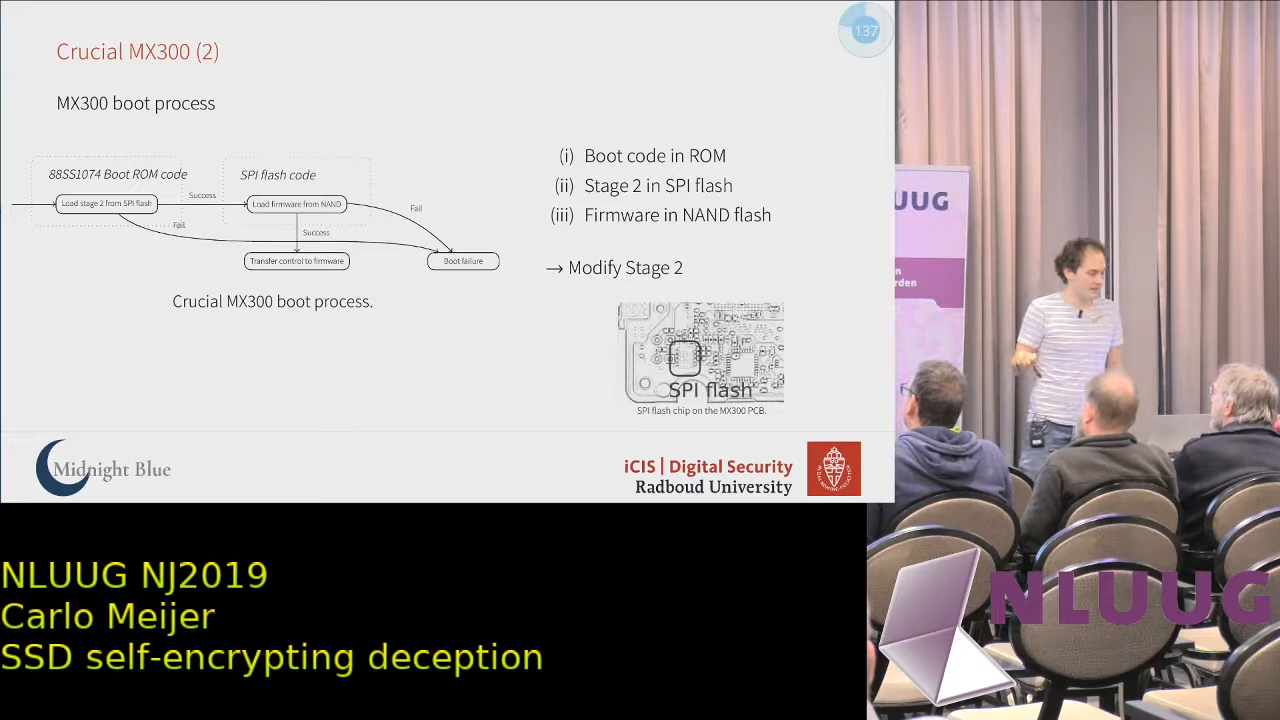 Crucial MX300 (2)
137
MX300 boot process
88SS1074 Boot ROM code
SPI flash code
Load stage 2 from SPI flash
Success
Load firmware from NAND
Fail
Fail
Success
Transfer control to firmware
Boot failure
Crucial MX300 boot process.
(i) Boot code in ROM
(ii) Stage 2 in SPI flash
(iii) Firmware in NAND flash
→ Modify Stage 2
SPI flash
SPI flash chip on the MX300 PCB.
Midnight Blue
iCIS | Digital Security
Radboud University
UUG
n
rden
NLUUG NJ2019
Carlo Meijer
SSD self-encrypting deception
NLUUG